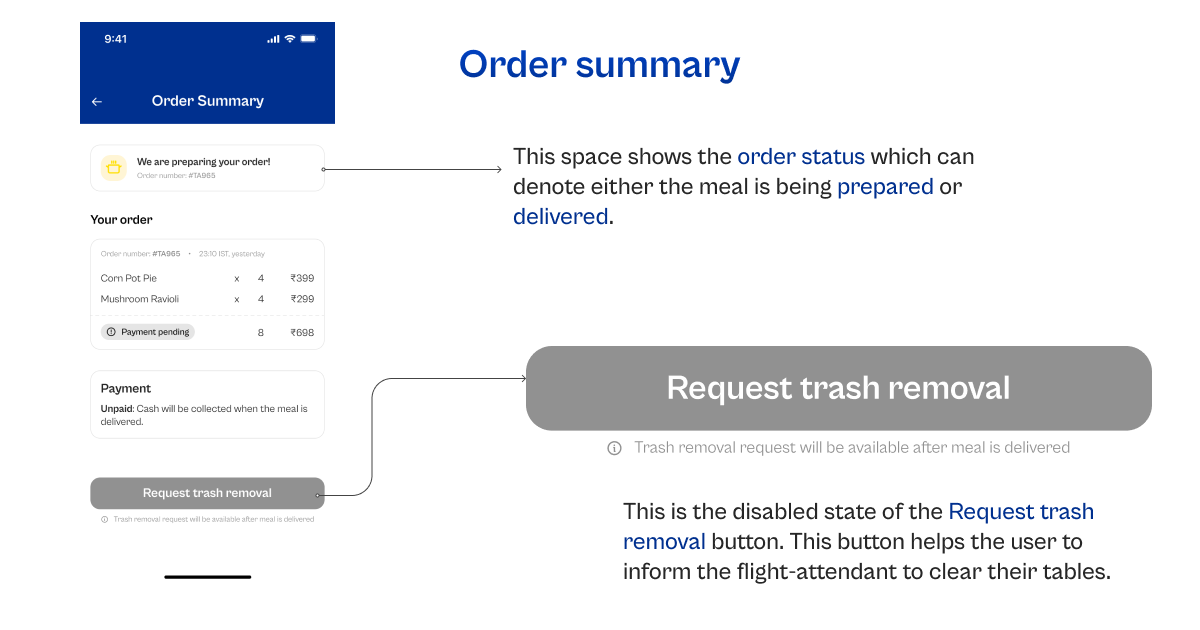 9:41
Order Summary
We are preparing your order!
Order number: #TA965
Your order
Order number: #TA965 • 23:10 IST, yesterday
Corn Pot Pie x 4 ₹399
Mushroom Ravioli x 4 ₹299
Payment pending 8 ₹698
Payment
Unpaid: Cash will be collected when the meal is
delivered.
Request trash removal
Trash removal request will be available after meal is delivered
Order summary
This space shows the order status which can
denote either the meal is being prepared or
delivered.
Request trash removal
Trash removal request will be available after meal is delivered
This is the disabled state of the Request trash
removal button. This button helps the user to
inform the flight-attendant to clear their tables.